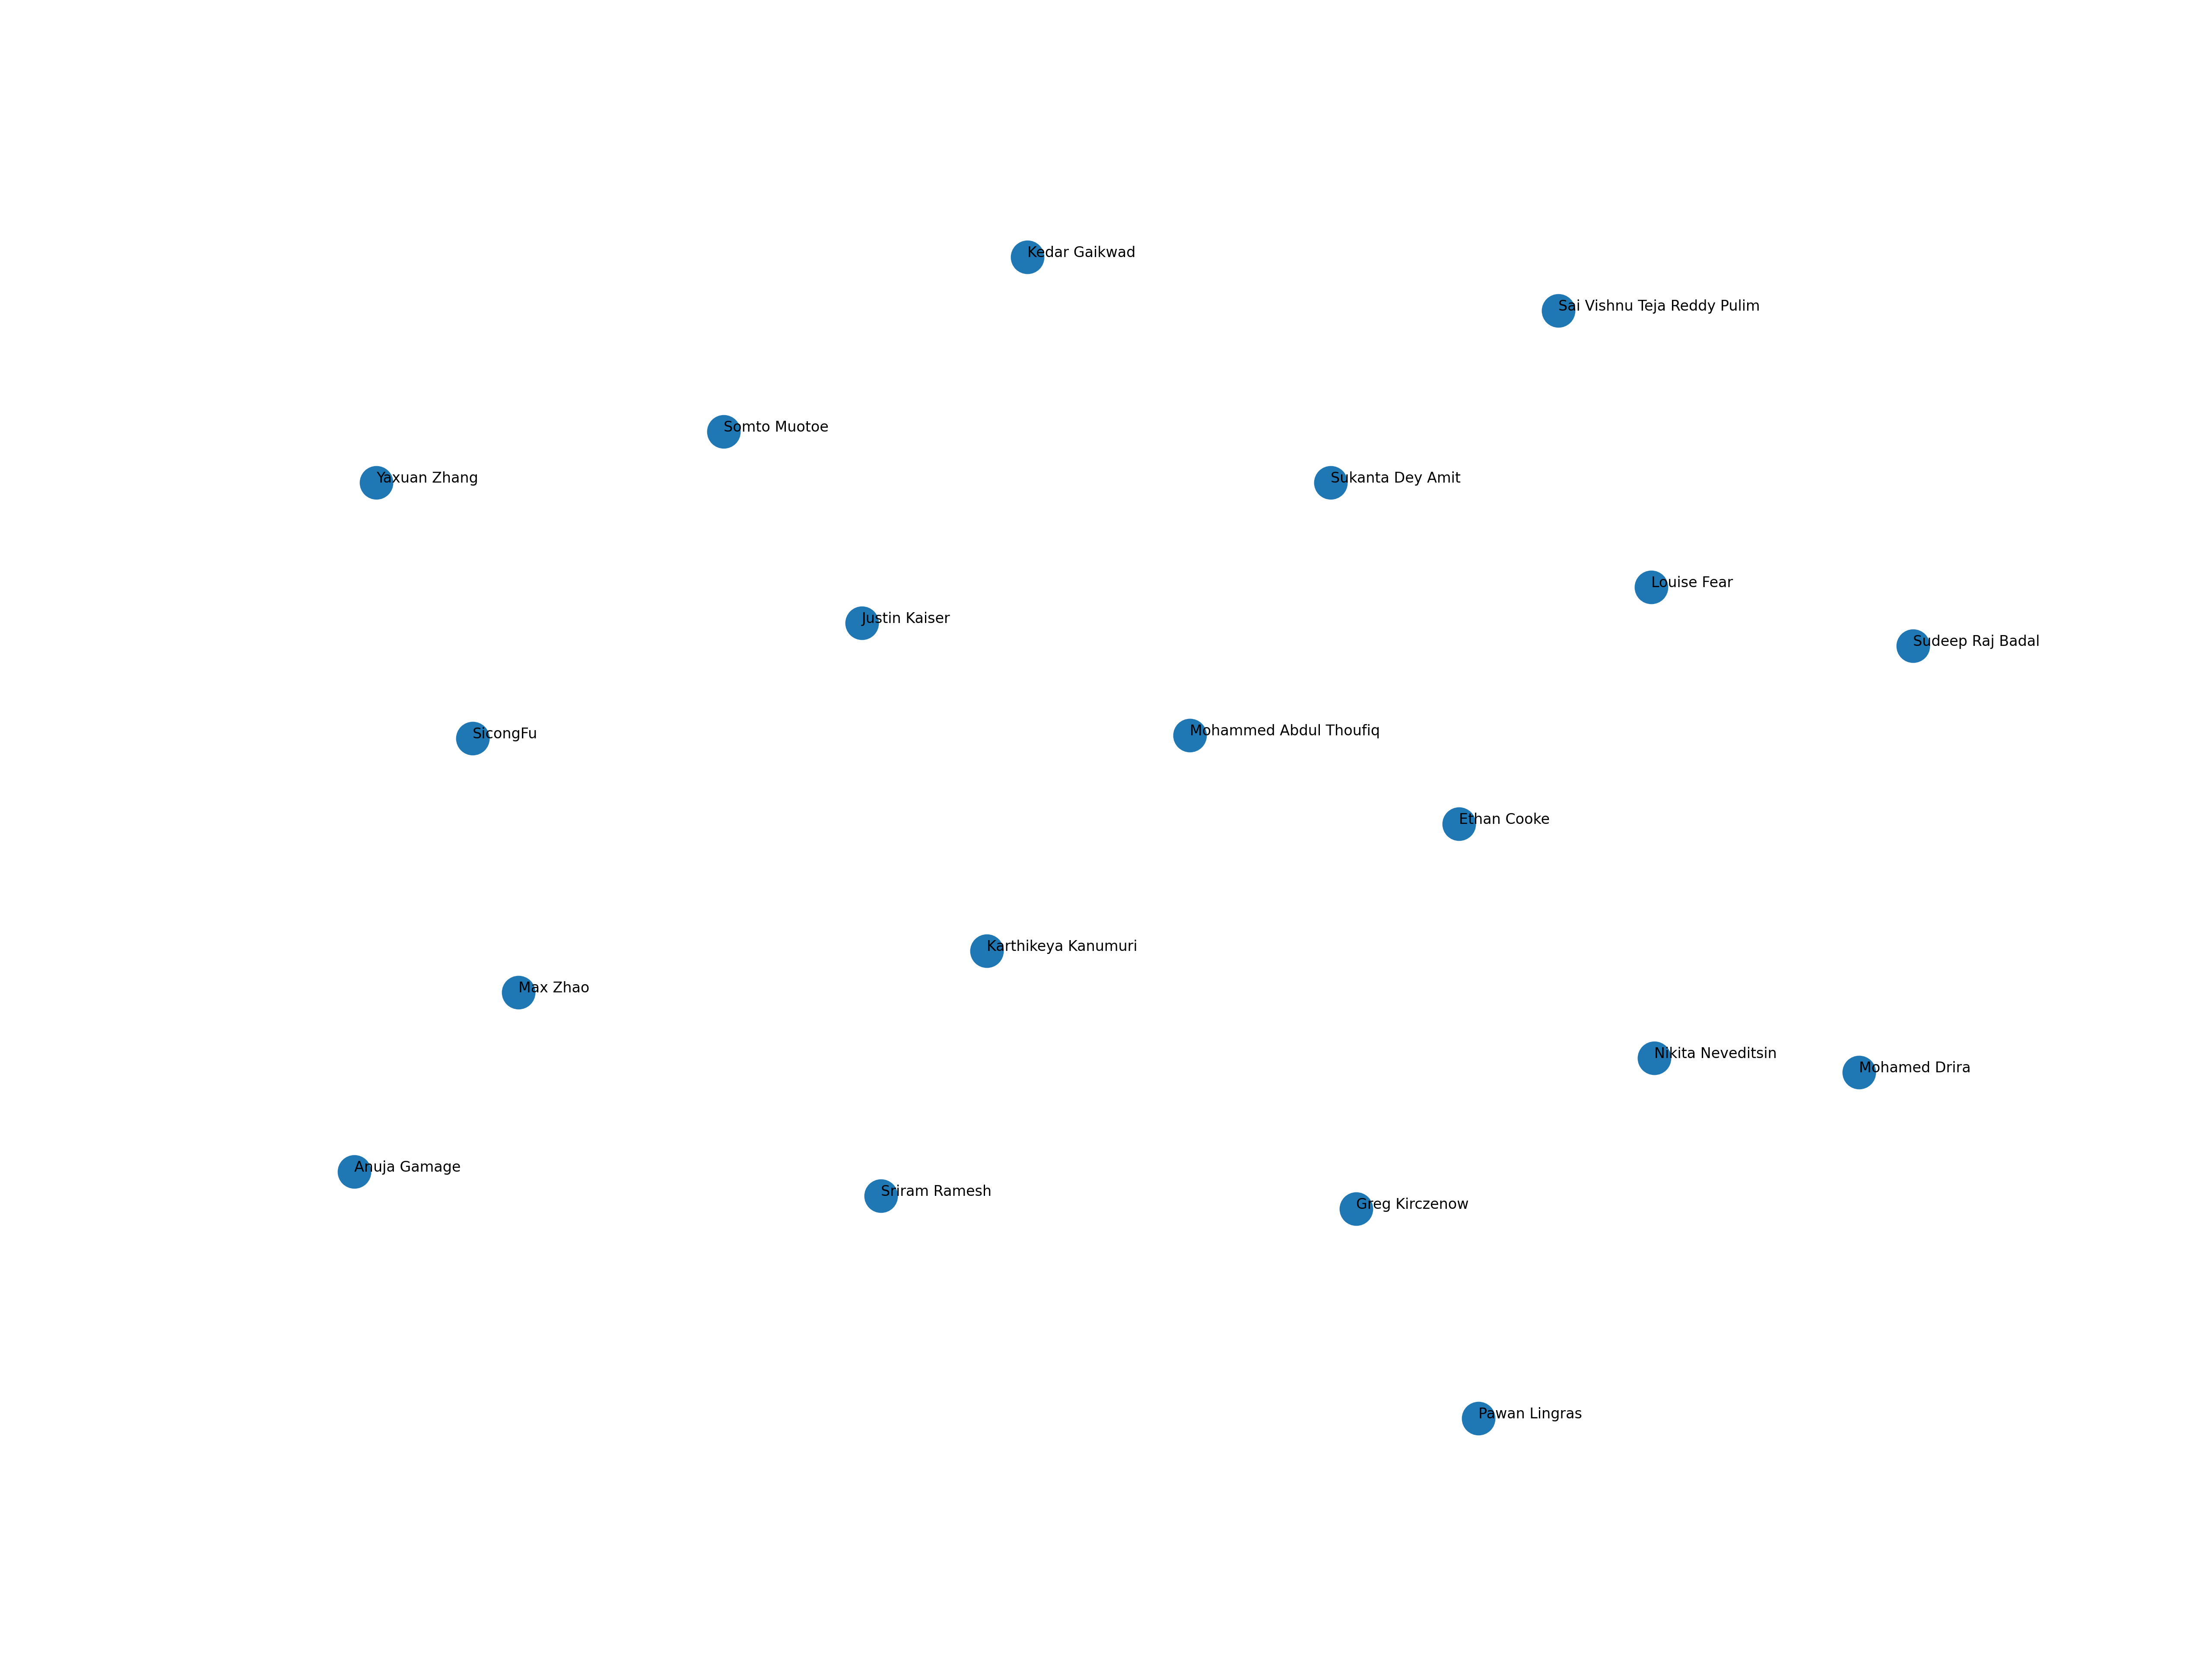 Kedar Gaikwad
Sai Vishnu Teja Reddy Pulim
Somto Muotoe
Yaxuan Zhang
Sukanta Dey Amit
Louise Fear
Justin Kaiser
Sudeep Raj Badal
SicongFu
Mohammed Abdul Thoufiq
Ethan Cooke
Karthikeya Kanumuri
Max Zhao
Nikita Neveditsin
Mohamed Drira
Anuja Gamage
Sriram Ramesh
Greg Kirczenow
Pawan Lingras